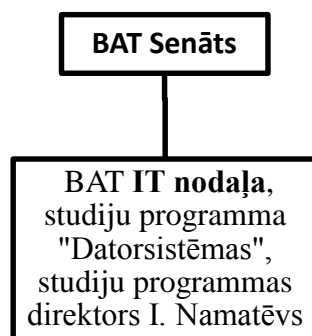 BAT Senāts
BAT IT nodaļa,
studiju programma
"Datorsistēmas",
studiju programmas
direktors I. Namatēvs